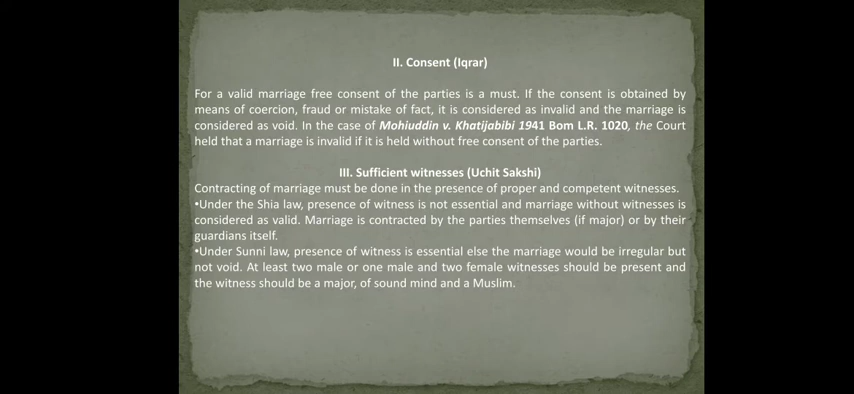 II. Consent (Iqrar)
For a valid marriage free consent of the parties is a must. If the consent is obtained by
means of coercion, fraud or mistake of fact, it is considered as invalid and the marriage is
considered as void. In the case of Mohiuddin v. Khatijabibi 1941 Bom L.R. 1020, the Court
held that a marriage is invalid if it is held without free consent of the parties.
III. Sufficient witnesses (Uchit Sakshi)
Contracting of marriage must be done in the presence of proper and competent witnesses.
•Under the Shia law, presence of witness is not essential and marriage without witnesses is
considered as valid. Marriage is contracted by the parties themselves (if major) or by their
guardians itself.
•Under Sunni law, presence of witness is essential else the marriage would be irregular but
not void. At least two male or one male and two female witnesses should be present and
the witness should be a major, of sound mind and a Muslim.